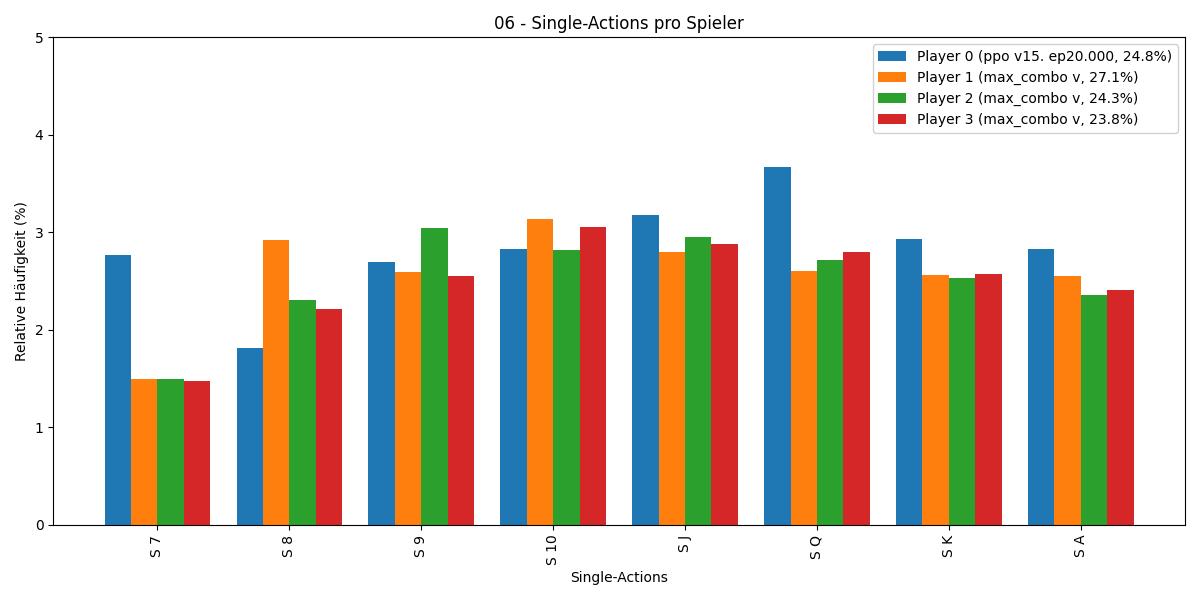 06 - Single-Actions pro Spieler
Player 0 (ppo v15. ep20.000, 24.8%)
Player 1 (max_combo v, 27.1%)
Player 2 (max_combo v, 24.3%)
Player 3 (max_combo v, 23.8%)
Relative Häufigkeit (%)
5
4
3
2
1
0
S 7
S 8
S 9
S 10
S J
S Q
S K
S A
Single-Actions